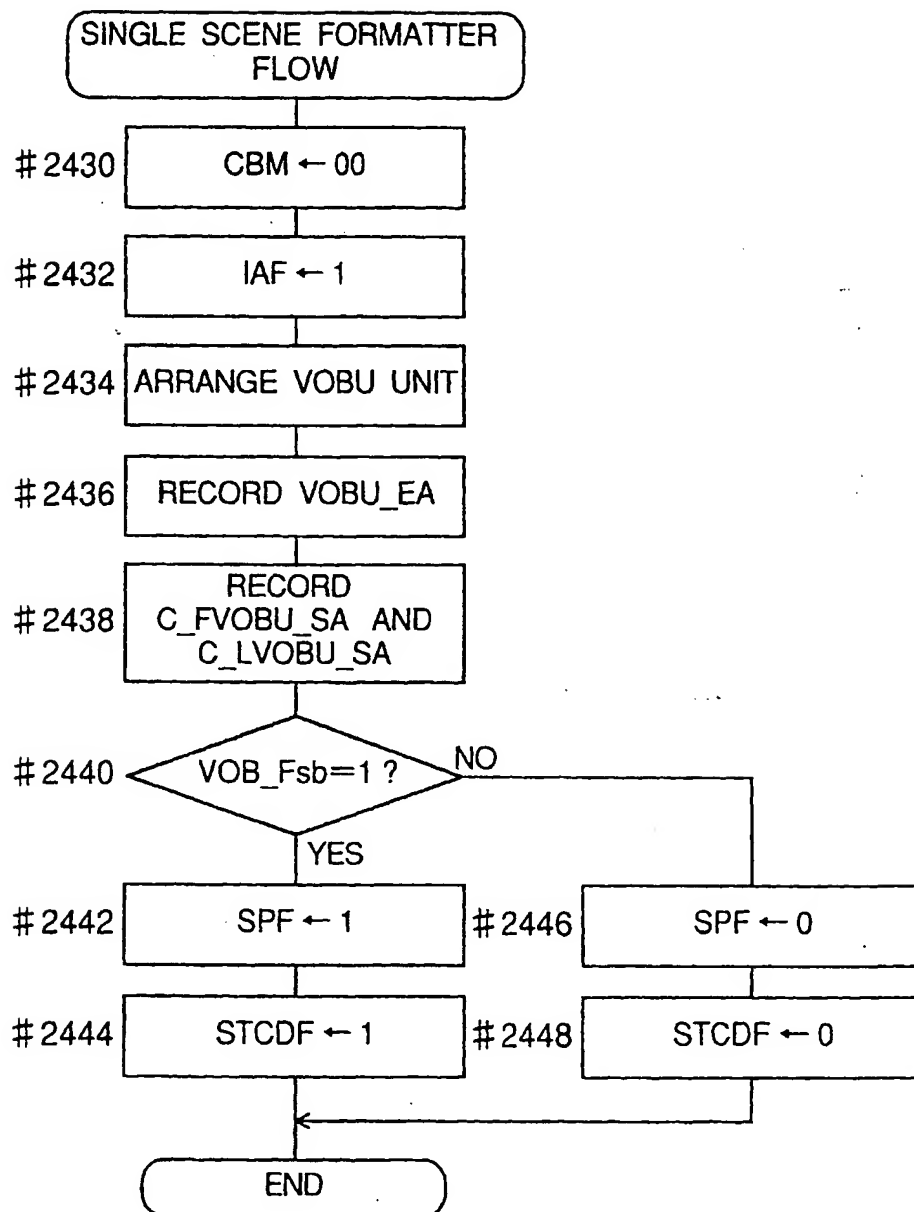 SINGLE SCENE FORMATTER
FLOW
#2430 CBM ← 00
#2432 IAF ← 1
#2434 ARRANGE VOBU UNIT
#2436 RECORD VOBU_EA
#2438 RECORD
C_FVOBU_SA AND
C_LVOBU_SA
#2440 VOB_Fsb=1 ? NO
YES
#2442 SPF ← 1 #2446 SPF ← 0
#2444 STCDF ← 1 #2448 STCDF ← 0
END